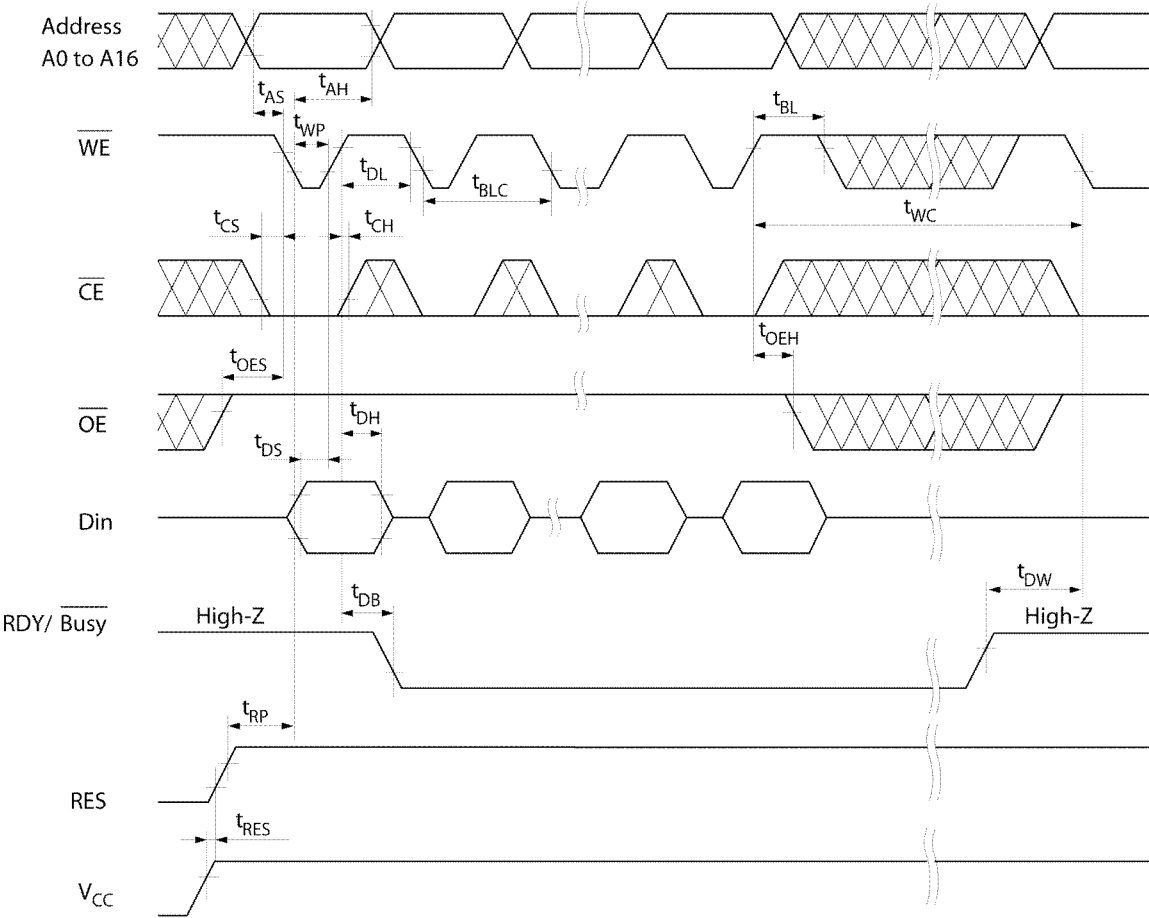 Address
A0 to A16
tAS
tAH
tBL
WE
tWP
tDL
tBLC
tWC
tCS
tCH
CE
tOEH
tOES
OE
tDH
tDS
Din
tDW
tDB
RDY/ Busy
High-Z
High-Z
tRP
RES
tRES
VCC